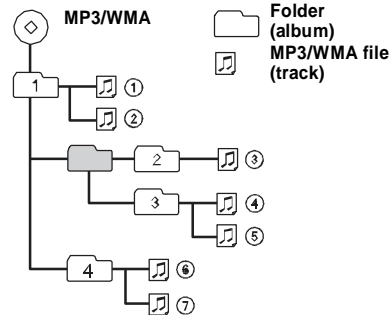 MP3/WMA
Folder
(album)
MP3/WMA file
(track)
1
①
②
2
③
3
④
⑤
4
⑥
⑦